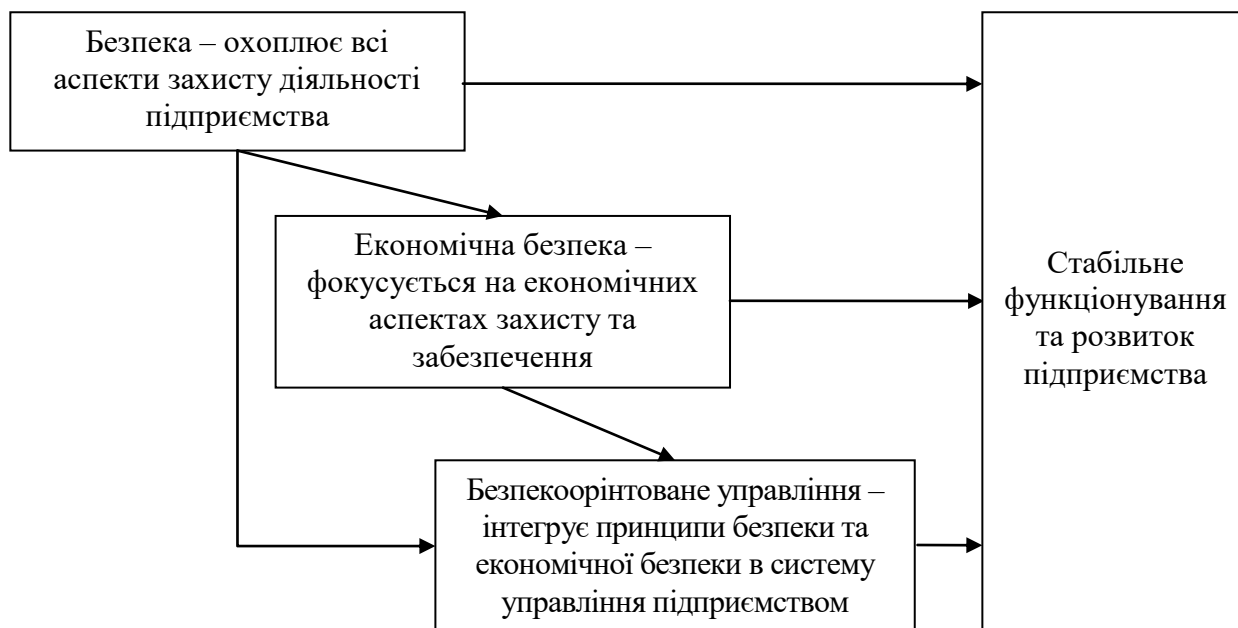 Безпека – охоплює всі
аспекти захисту діяльності
підприємства
Економічна безпека –
фокусується на економічних
аспектах захисту та
забезпечення
Безпекоорінтоване управління –
інтегрує принципи безпеки та
економічної безпеки в систему
управління підприємством
Стабільне
функціонування
та розвиток
підприємства